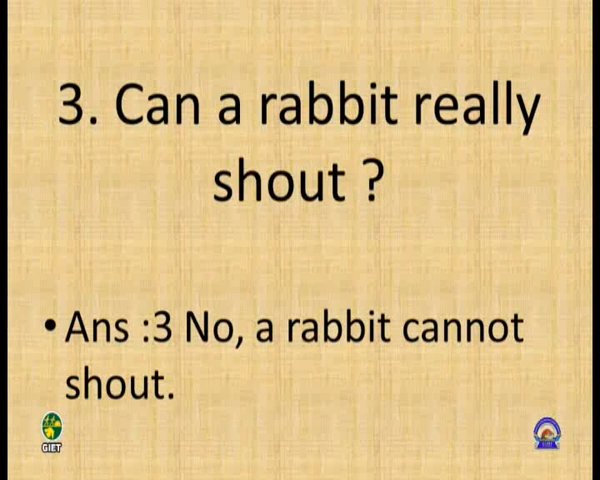 3. Can a rabbit really
shout ?
• Ans :3 No, a rabbit cannot
shout.
GIET